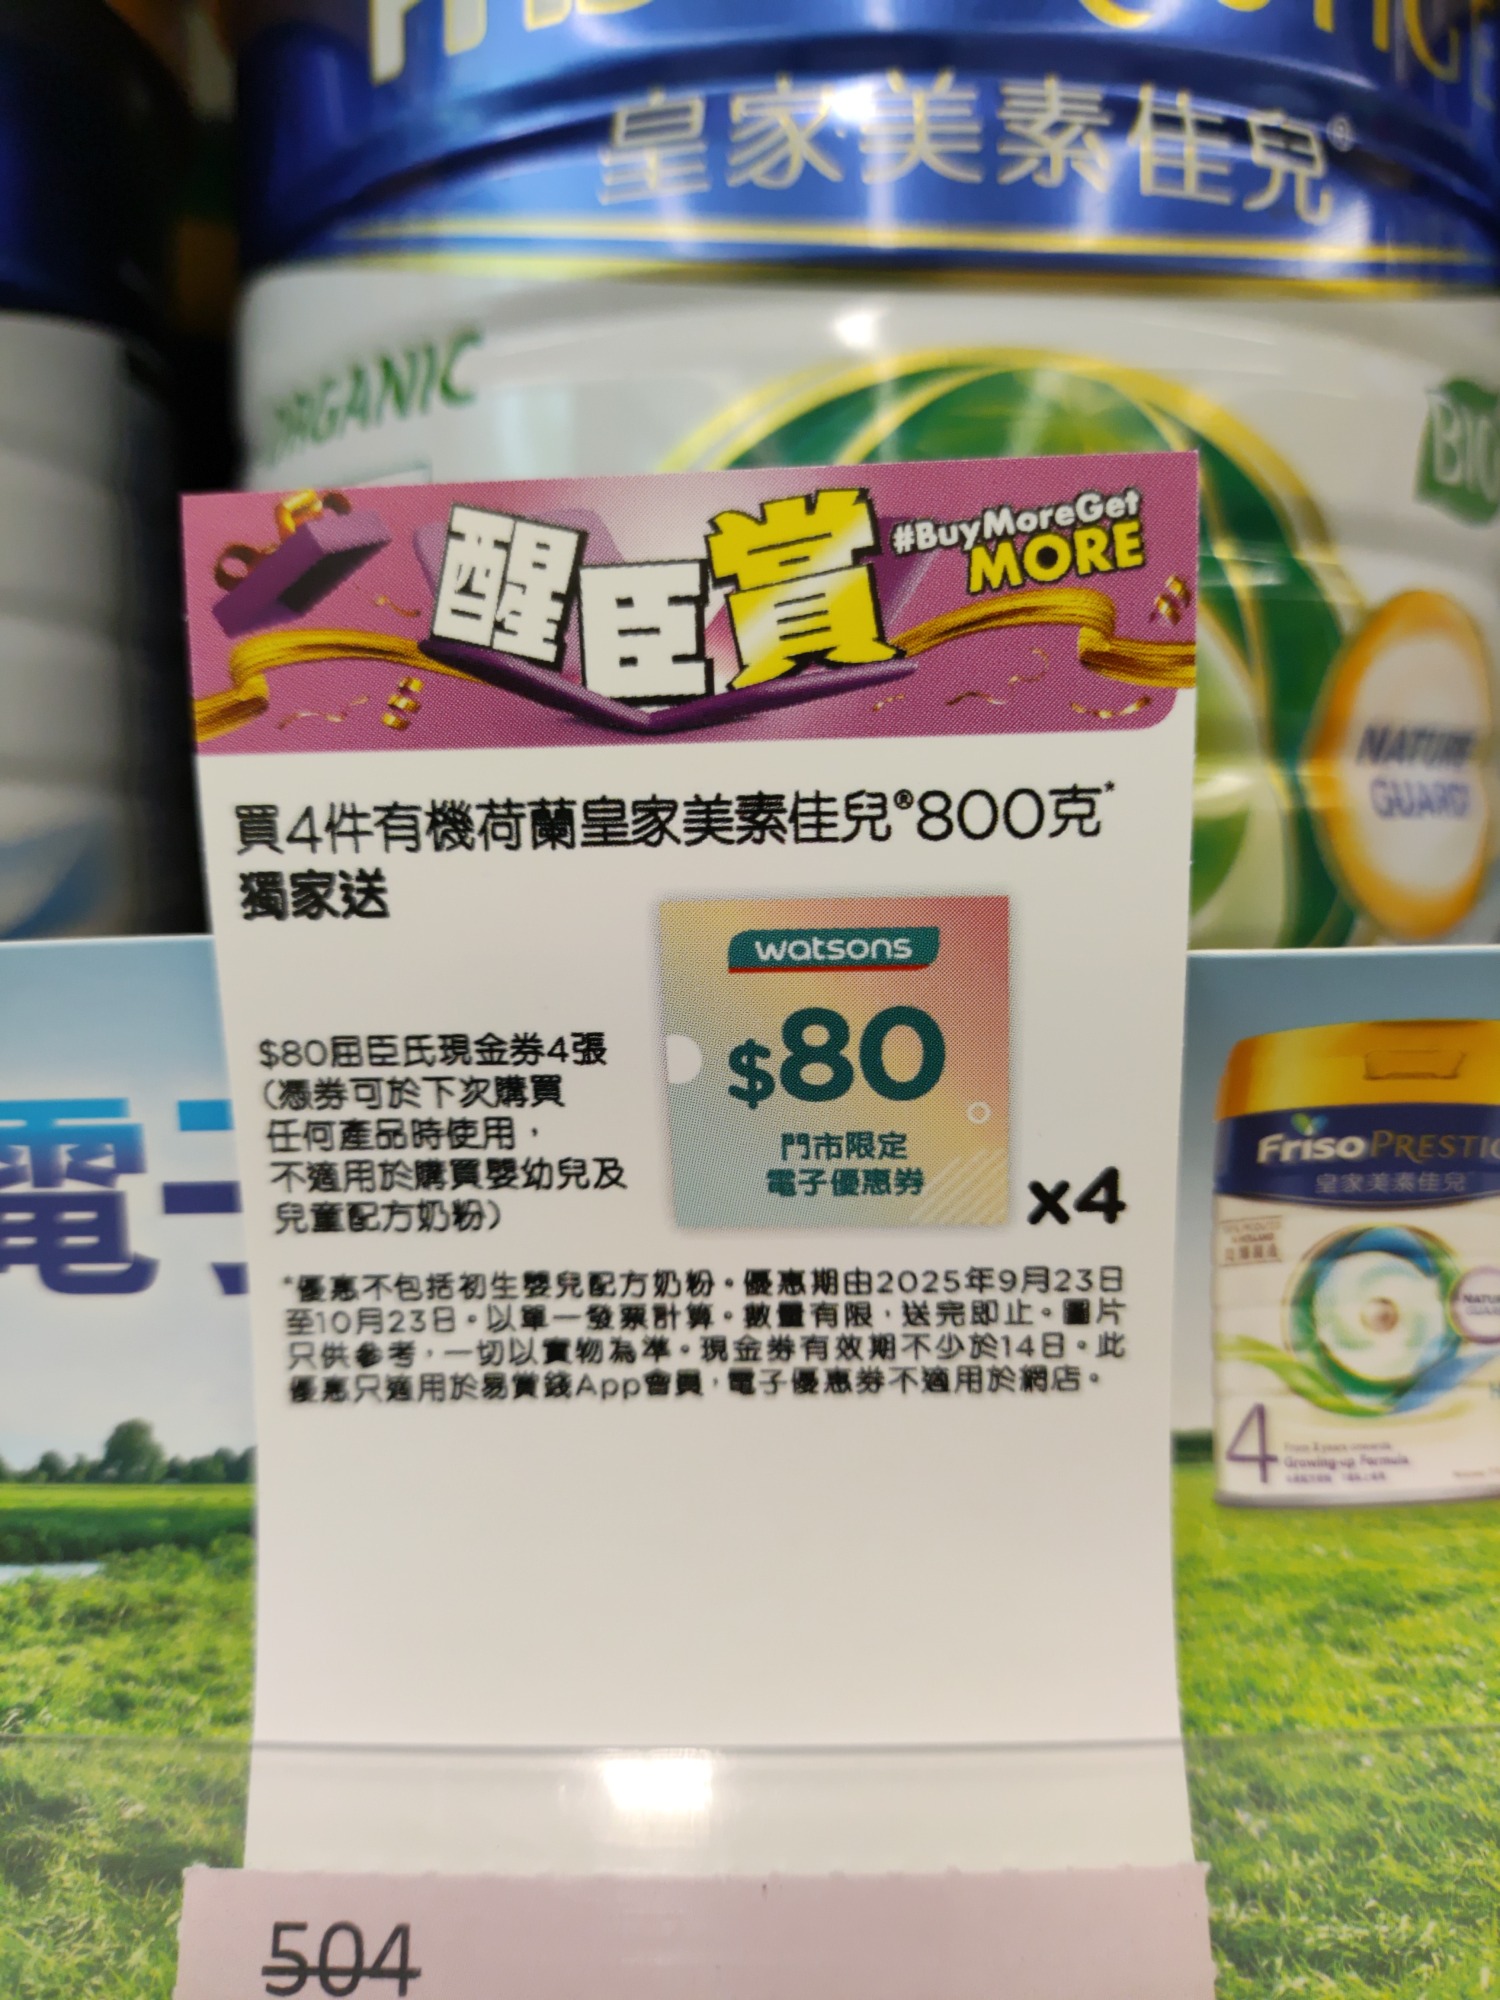 皇家美素佳兒®
ORGANIC
BIO
NATURE
GUARD
醒臣賞
#BuyMoreGet
MORE
買4件有機荷蘭皇家美素佳兒®800克*
獨家送
$80屈臣氏現金券4張
(憑券可於下次購買
任何產品時使用，
不適用於購買嬰幼兒及
兒童配方奶粉)
watsons
$80
門市限定
電子優惠券
x4
*優惠不包括初生嬰兒配方奶粉。優惠期由2025年9月23日
至10月23日。以單一發票計算。數量有限，送完即止。圖片
只供參考，一切以實物為準。現金券有效期不少於14日。此
優惠只適用於易賞錢App會員，電子優惠券不適用於網店。
電子
Friso PRESTIG
皇家美素佳兒
4
Growing-up Formula
504